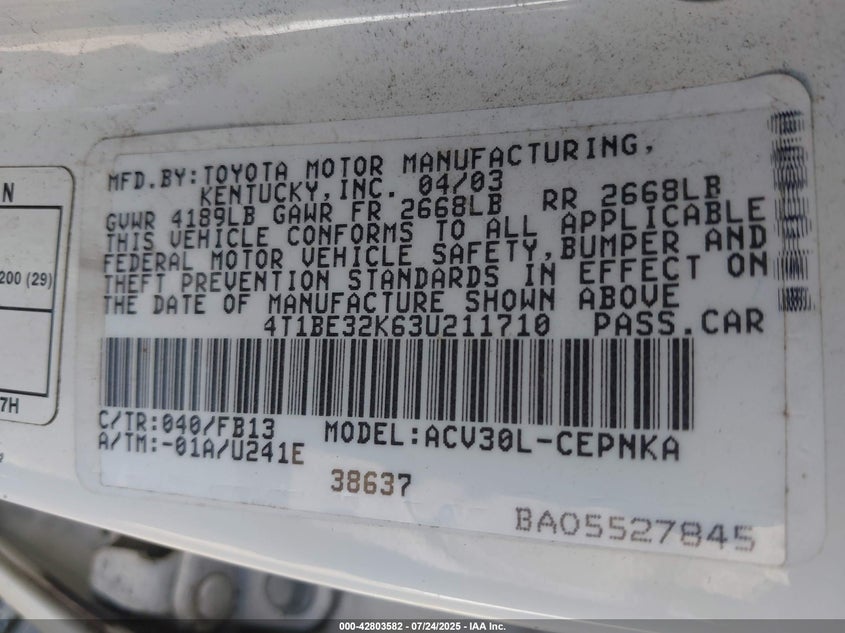 N
200 (29)
7H
MFD.BY:TOYOTA MOTOR MANUFACTURING,
KENTUCKY,INC. 04/03
GVWR 4189LB GAWR FR 2668LB RR 2668LB
THIS VEHICLE CONFORMS TO ALL APPLICABLE
FEDERAL MOTOR VEHICLE SAFETY,BUMPER AND
THEFT PREVENTION STANDARDS IN EFFECT ON
THE DATE OF MANUFACTURE SHOWN ABOVE
4T1BE32K63U211710 PASS.CAR
C/TR:040/FB13
A/TM:-01A/U241E
MODEL:ACV30L-CEPNKA
38637
BA05527845
000-42803582 - 07/24/2025 - IAA Inc.